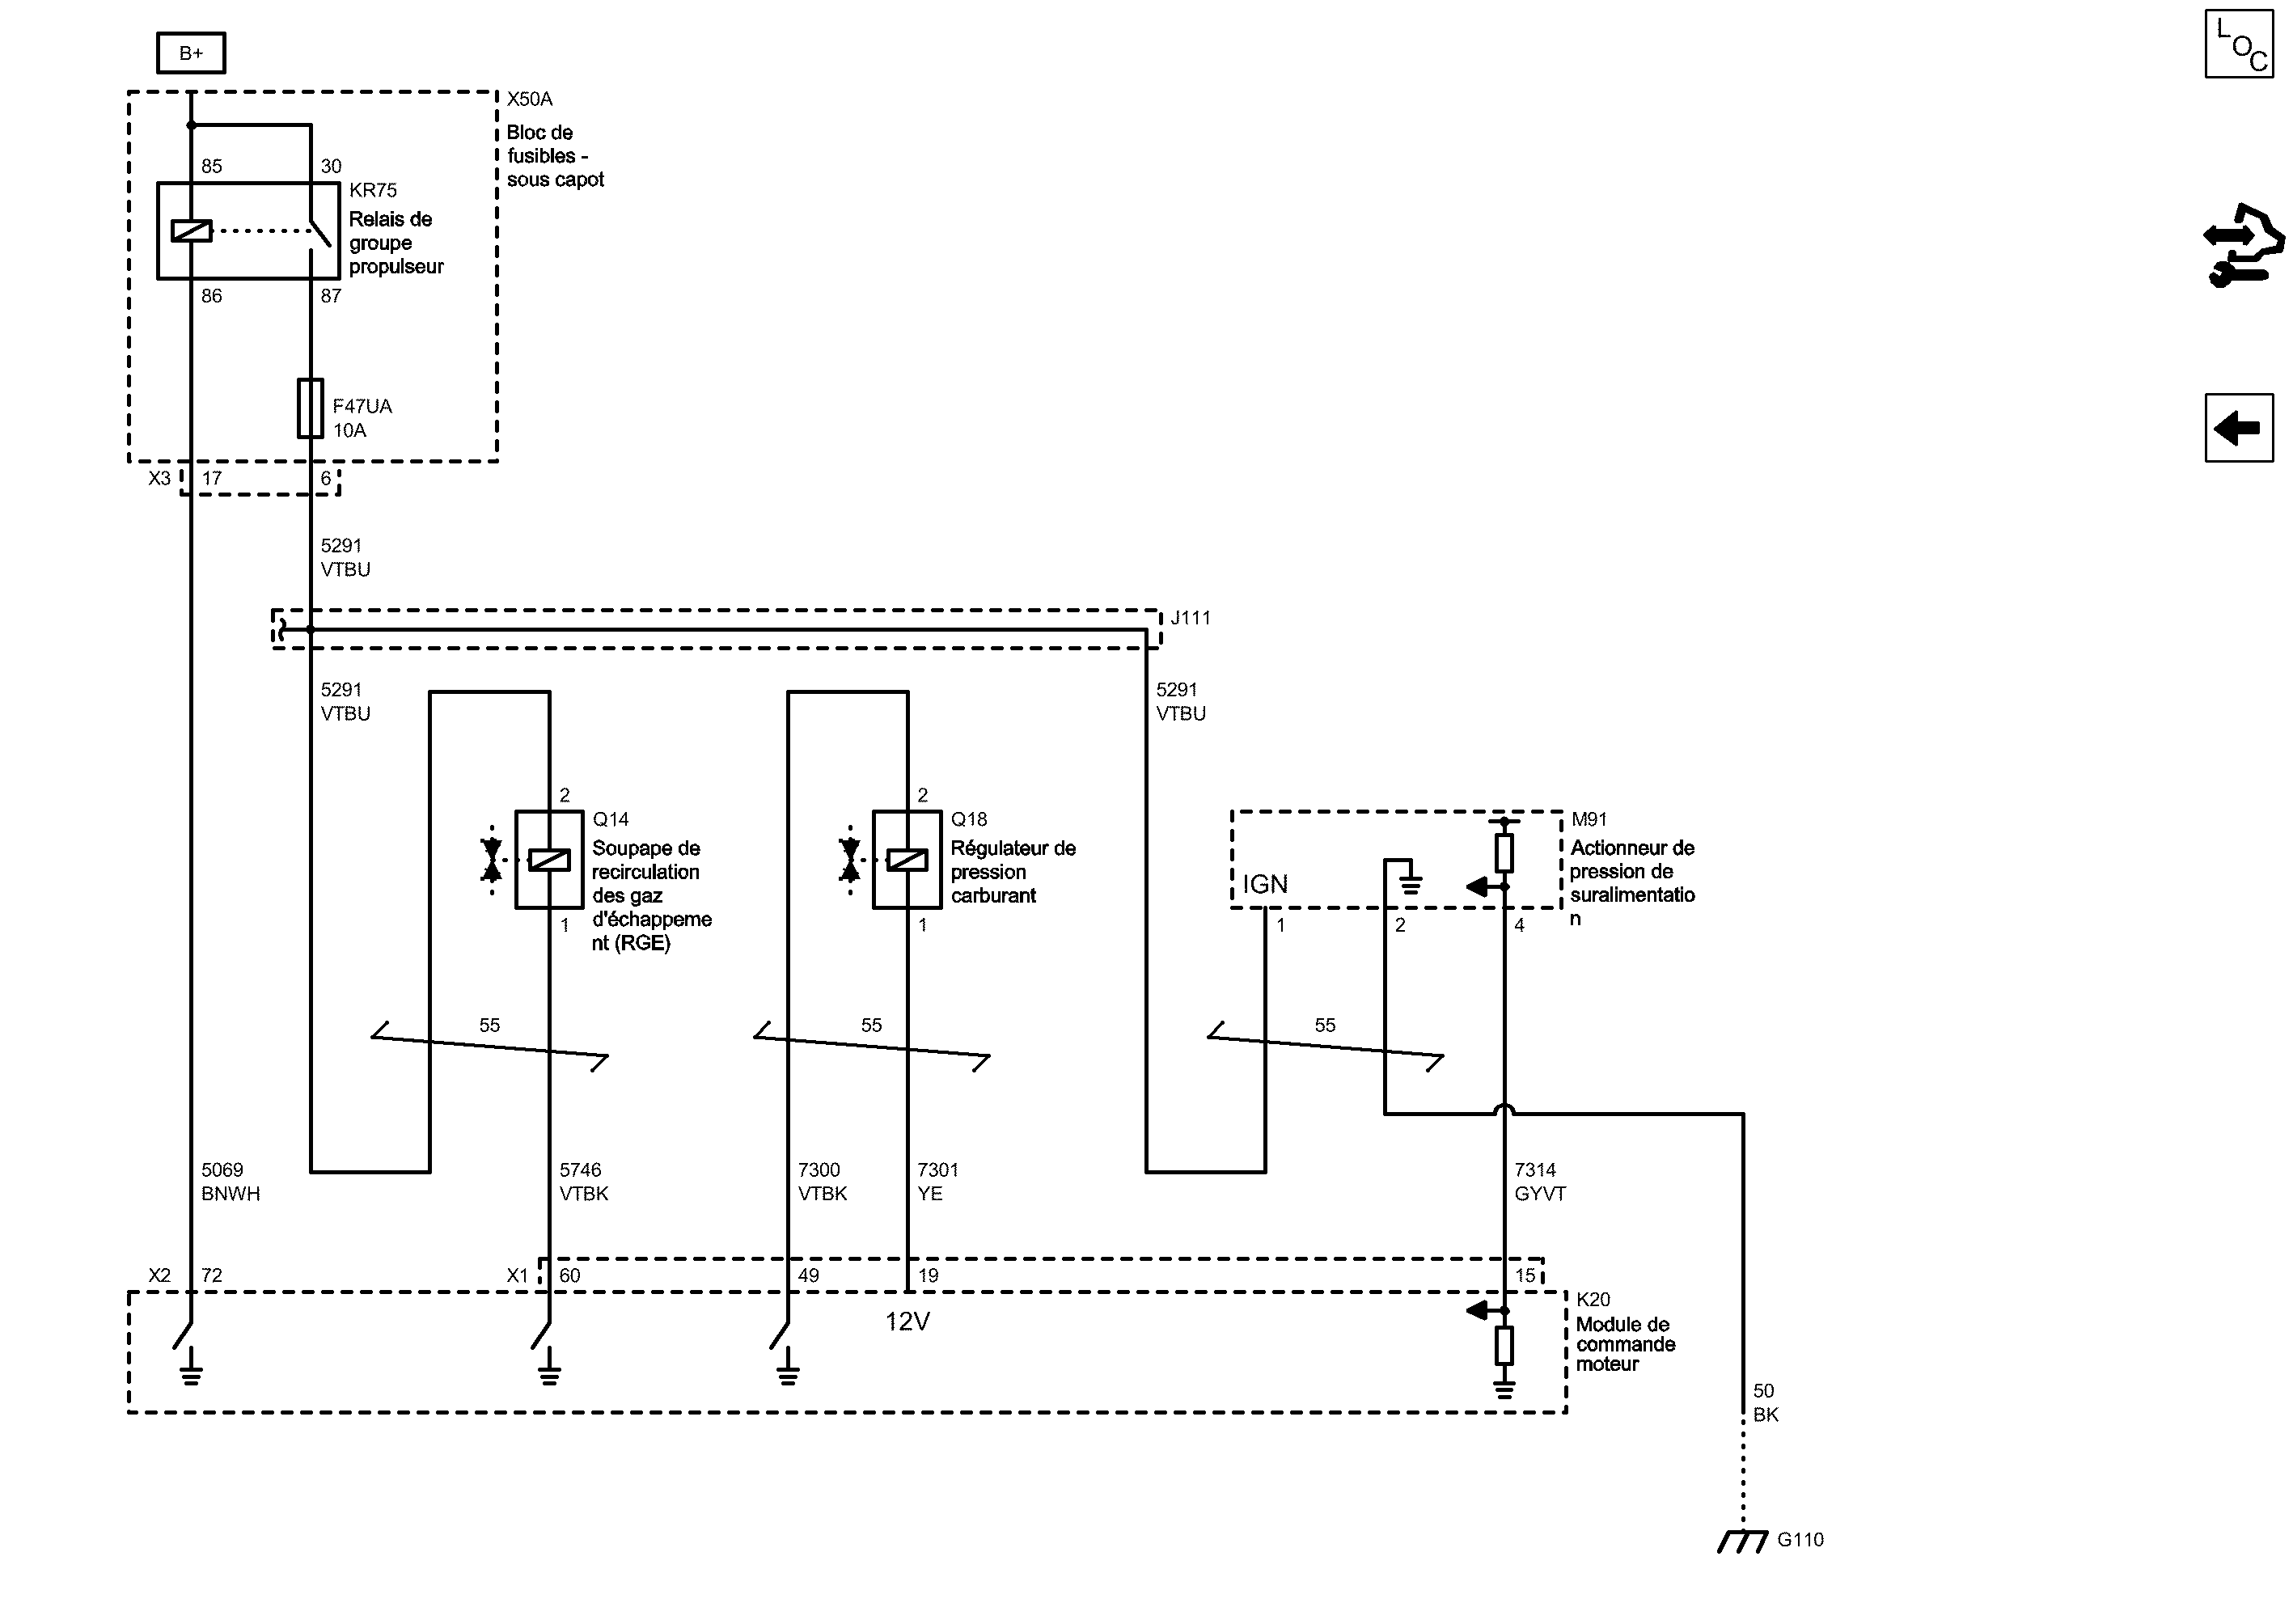 B+
LOC
X50A
Bloc de
fusibles -
sous capot
85
30
KR75
Relais de
groupe
propulseur
86
87
F47UA
10A
X3
17
6
5291
VTBU
J111
5291
VTBU
5291
VTBU
2
Q14
Soupape de
recirculation
des gaz
d'échappeme
nt (RGE)
1
2
Q18
Régulateur de
pression
carburant
1
IGN
M91
Actionneur de
pression de
suralimentatio
n
1
2
4
55
55
55
5069
BNWH
5746
VTBK
7300
VTBK
7301
YE
7314
GYVT
X2
72
X1
60
49
19
15
12V
K20
Module de
commande
moteur
50
BK
G110